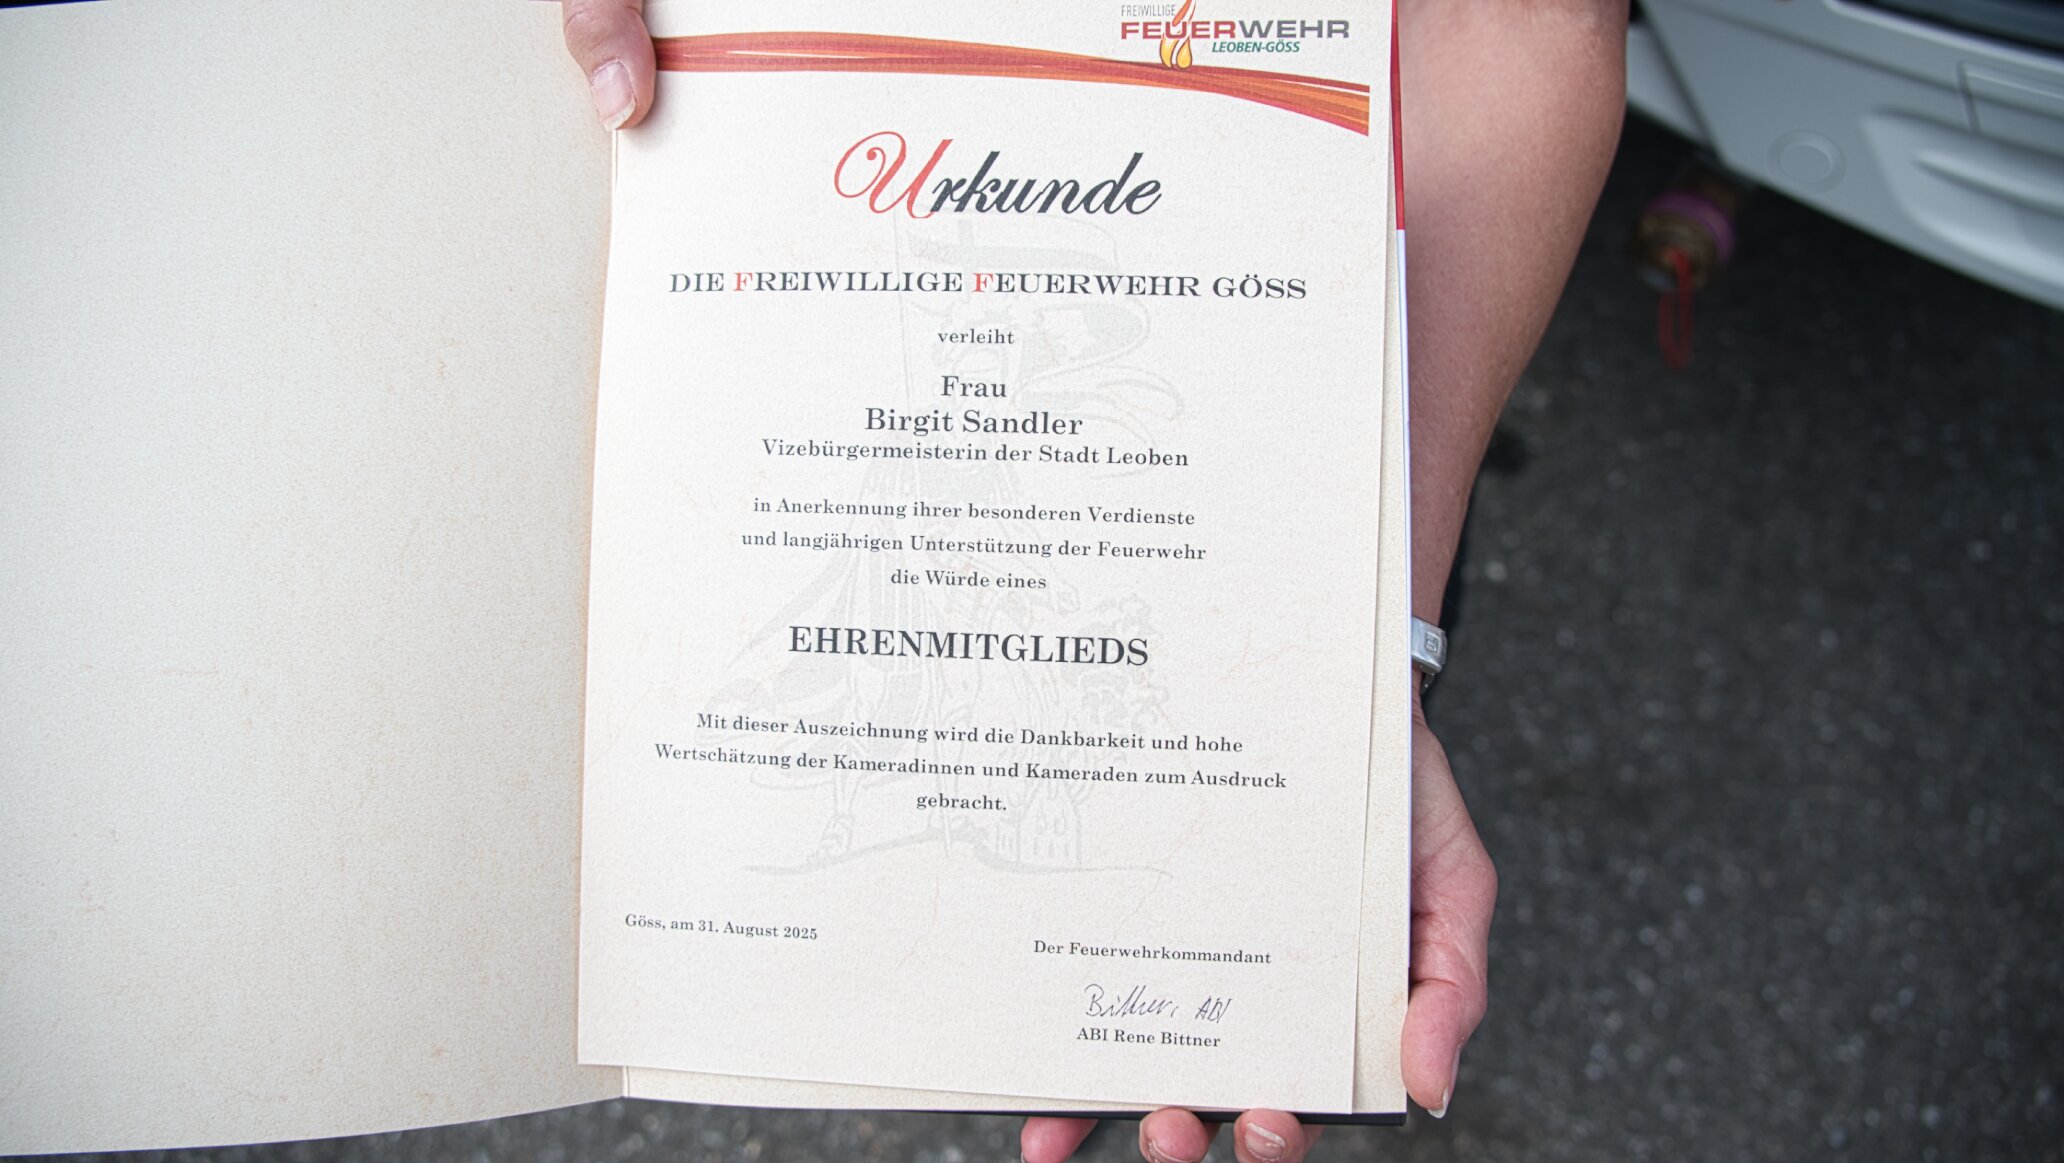 FREIWILLIGE
FEUERWEHR
LEOBEN-GÖSS
Urkunde
DIE FREIWILLIGE FEUERWEHR GÖSS
verleiht
Frau
Birgit Sandler
Vizebürgermeisterin der Stadt Leoben
in Anerkennung ihrer besonderen Verdienste
und langjährigen Unterstützung der Feuerwehr
die Würde eines
EHRENMITGLIEDS
Mit dieser Auszeichnung wird die Dankbarkeit und hohe
Wertschätzung der Kameradinnen und Kameraden zum Ausdruck
gebracht.
Göss, am 31. August 2025
Der Feuerwehrkommandant
Bittner, ABI
ABI Rene Bittner